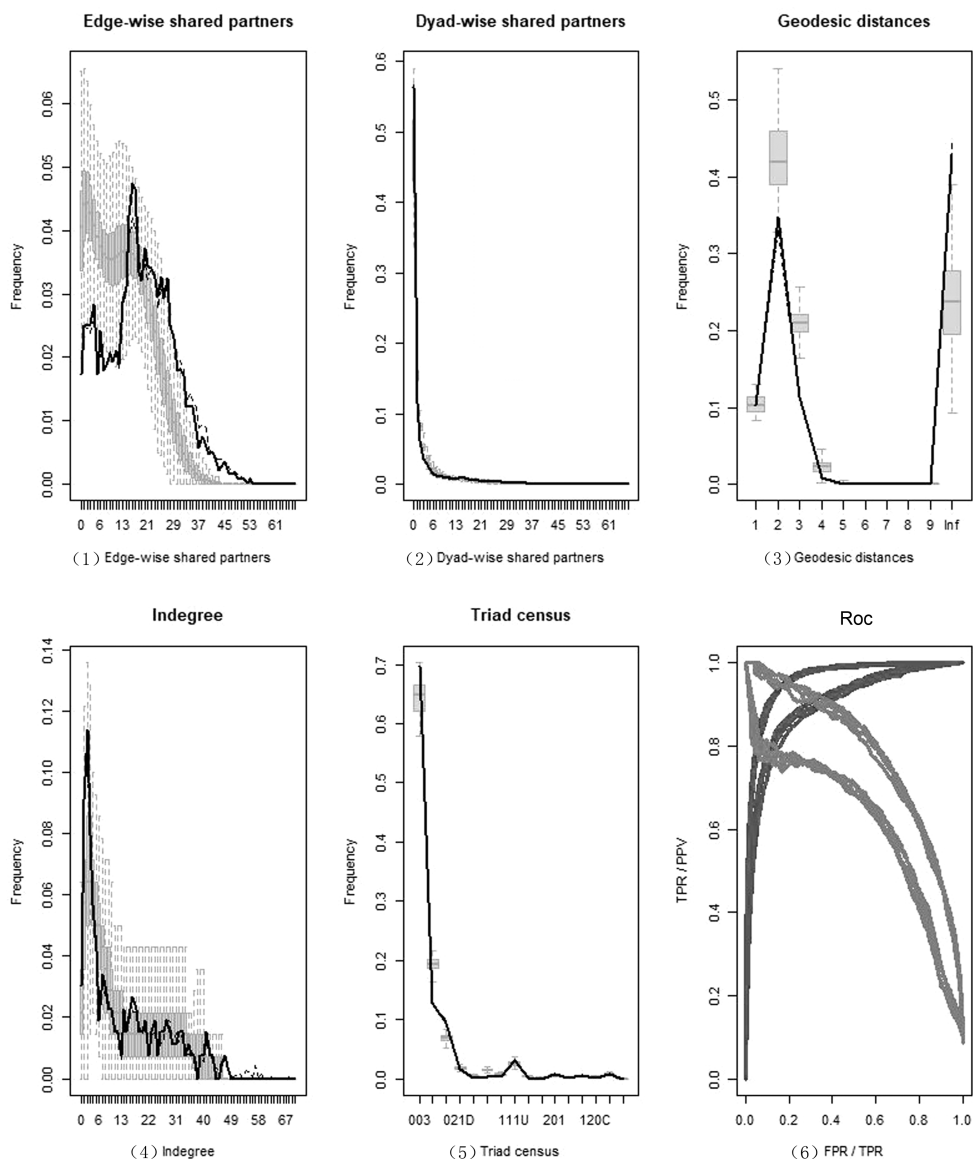 Edge-wise shared partners
Frequency
0.06
0.05
0.04
0.03
0.02
0.01
0.00
0 6 13 21 29 37 45 53 61
(1) Edge-wise shared partners
Dyad-wise shared partners
Frequency
0.6
0.5
0.4
0.3
0.2
0.1
0.0
0 6 13 21 29 37 45 53 61
(2) Dyad-wise shared partners
Geodesic distances
Frequency
0.5
0.4
0.3
0.2
0.1
0.0
1 2 3 4 5 6 7 8 9 Inf
(3) Geodesic distances
Indegree
Frequency
0.14
0.12
0.10
0.08
0.06
0.04
0.02
0.00
0 6 13 22 31 40 49 58 67
(4) Indegree
Triad census
Frequency
0.7
0.6
0.5
0.4
0.3
0.2
0.1
0.0
003 021D 111U 201 120C
(5) Triad census
Roc
TPR / PPV
1.0
0.8
0.6
0.4
0.2
0.0
0.0 0.2 0.4 0.6 0.8 1.0
(6) FPR / TPR